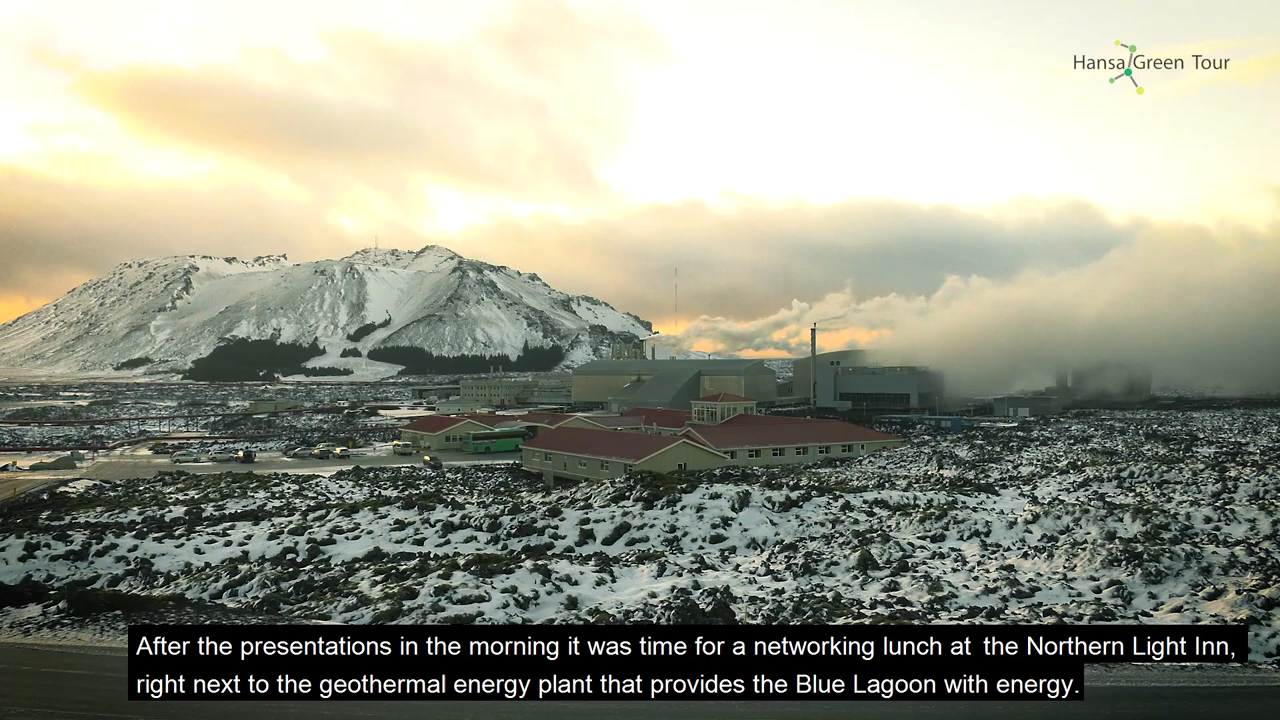 Hansa Green Tour
After the presentations in the morning it was time for a networking lunch at the Northern Light Inn,
right next to the geothermal energy plant that provides the Blue Lagoon with energy.